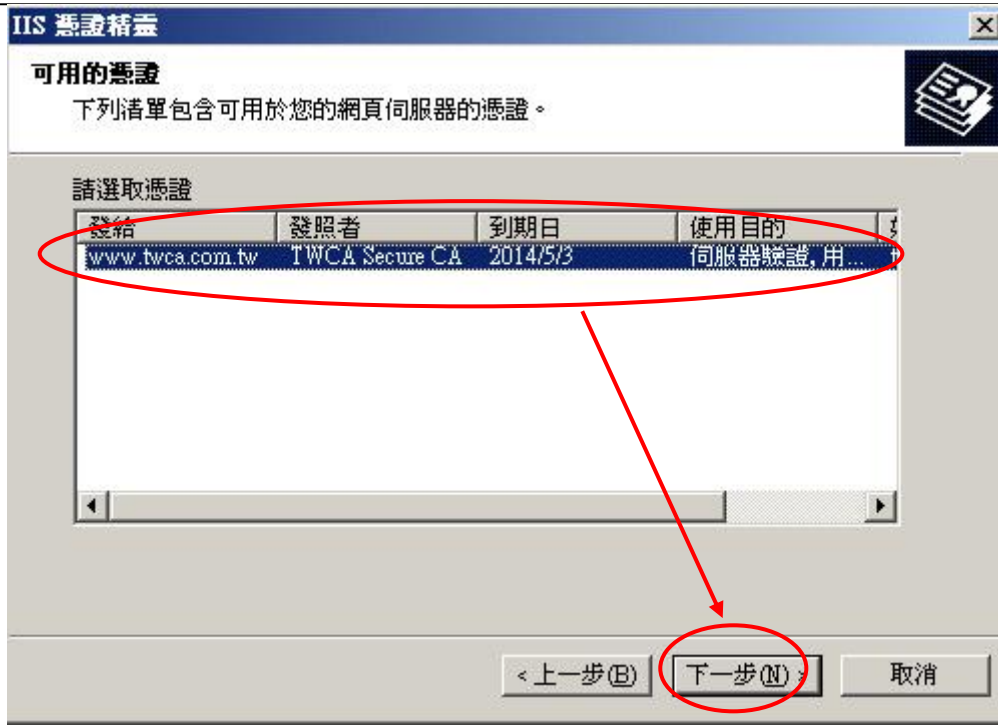 IIS 憑證精靈
可用的憑證
下列清單包含可用於您的網頁伺服器的憑證。
請選取憑證
發給 發照者 到期日 使用目的
www.twca.com.tw TWCA Secure CA 2014/5/3 伺服器驗證, 用...
<上一步(B) 下一步(N)> 取消